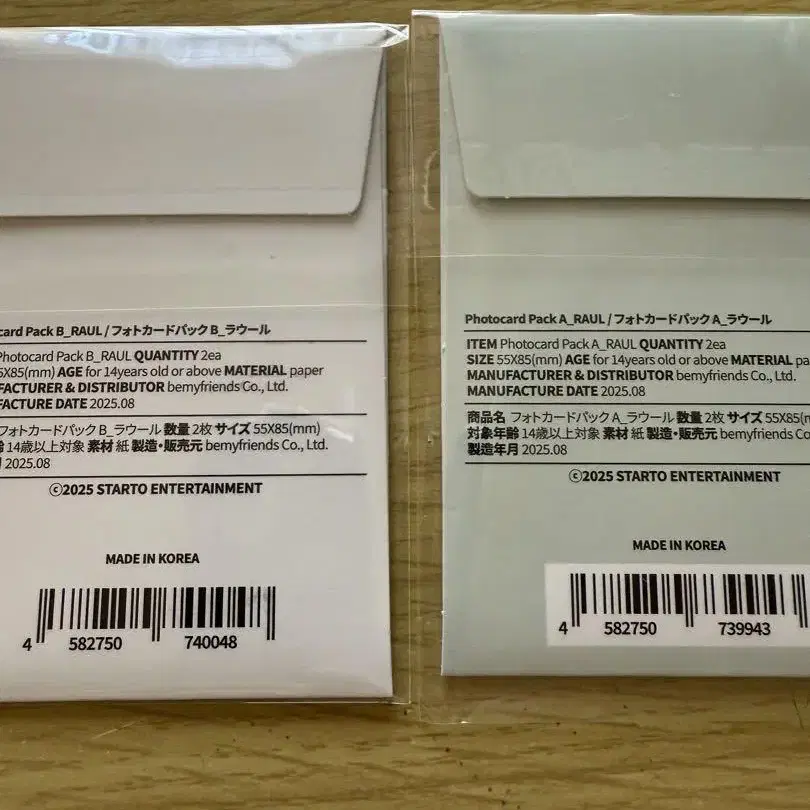 card Pack B_RAUL / フォトカードパック B_ラウール
Photocard Pack B_RAUL QUANTITY 2ea
5X85(mm) AGE for 14years old or above MATERIAL paper
FACTURER & DISTRIBUTOR bemyfriends Co., Ltd.
FACTURE DATE 2025.08
フォトカードパック B_ラウール 数量 2枚 サイズ 55X85(mm)
齢 14歳以上対象 素材 紙 製造・販売元 bemyfriends Co., Ltd.
2025.08
ⓒ2025 STARTO ENTERTAINMENT
MADE IN KOREA
4 582750 740048
Photocard Pack A_RAUL / フォトカードパック A_ラウール
ITEM Photocard Pack A_RAUL QUANTITY 2ea
SIZE 55X85(mm) AGE for 14years old or above MATERIAL pa
MANUFACTURER & DISTRIBUTOR bemyfriends Co., Ltd.
MANUFACTURE DATE 2025.08
商品名 フォトカードパック A_ラウール 数量 2枚 サイズ 55X85(m
対象年齢 14歳以上対象 素材 紙 製造・販売元 bemyfriends Co
製造年月 2025.08
ⓒ2025 STARTO ENTERTAINMENT
MADE IN KOREA
4 582750 739943